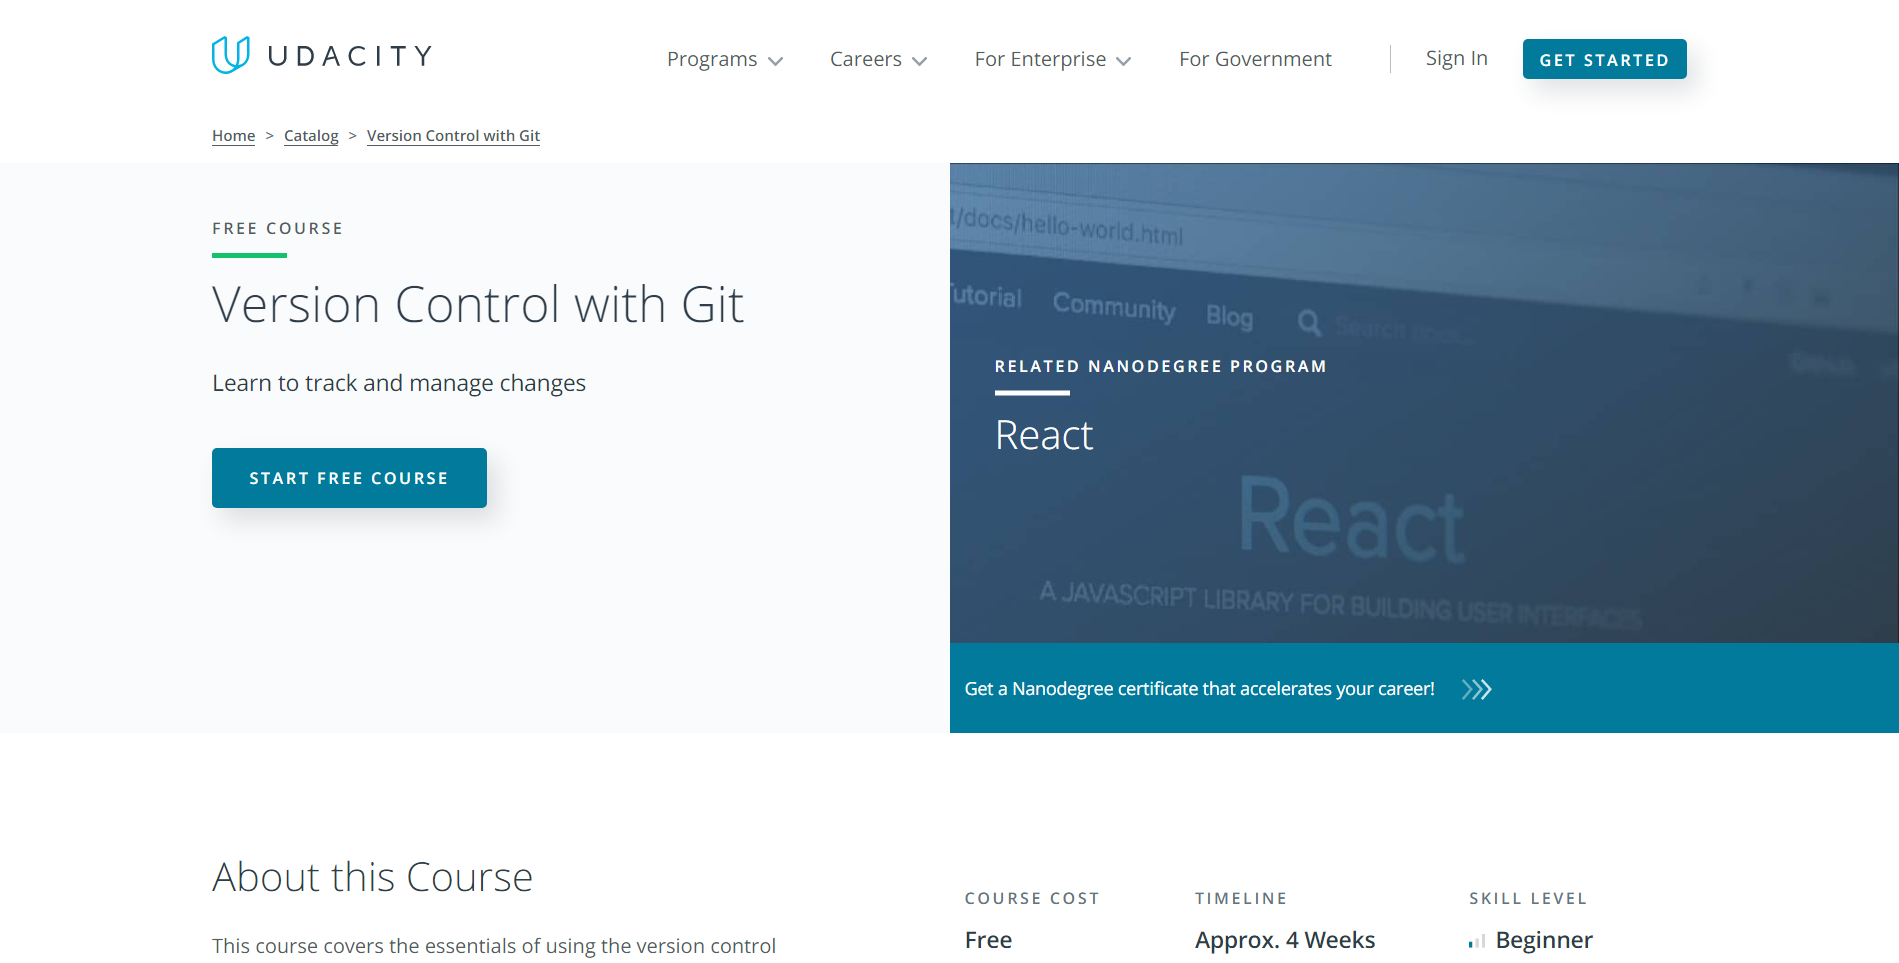 UDACITY
Programs
Careers
For Enterprise
For Government
Sign In
GET STARTED
Home > Catalog > Version Control with Git
FREE COURSE
Version Control with Git
Learn to track and manage changes
START FREE COURSE
/docs/hello-world.html
Tutorial Community Blog
RELATED NANODEGREE PROGRAM
React
React
A JAVASCRIPT LIBRARY FOR BUILDING USER INTERFACES
Get a Nanodegree certificate that accelerates your career!
About this Course
This course covers the essentials of using the version control
COURSE COST
Free
TIMELINE
Approx. 4 Weeks
SKILL LEVEL
Beginner